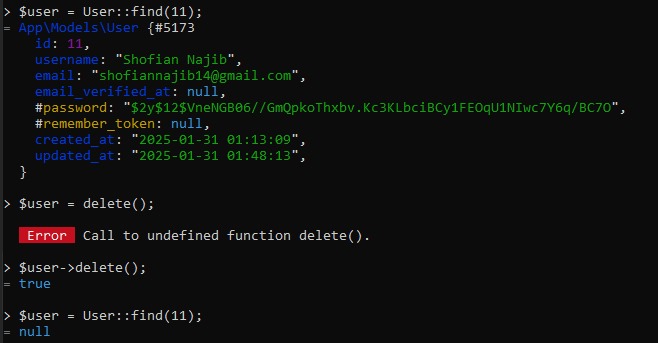 > $user = User::find(11);
= App\Models\User {#5173
id: 11,
username: "Shofian Najib",
email: "shofiannajib14@gmail.com",
email_verified_at: null,
#password: "$2y$12$VneNGB06//GmQpkoThxbv.Kc3KLbciBCy1FEOqU1NIwc7Y6q/BC7O",
#remember_token: null,
created_at: "2025-01-31 01:13:09",
updated_at: "2025-01-31 01:48:13",
}
> $user = delete();
Error Call to undefined function delete().
> $user->delete();
= true
> $user = User::find(11);
= null